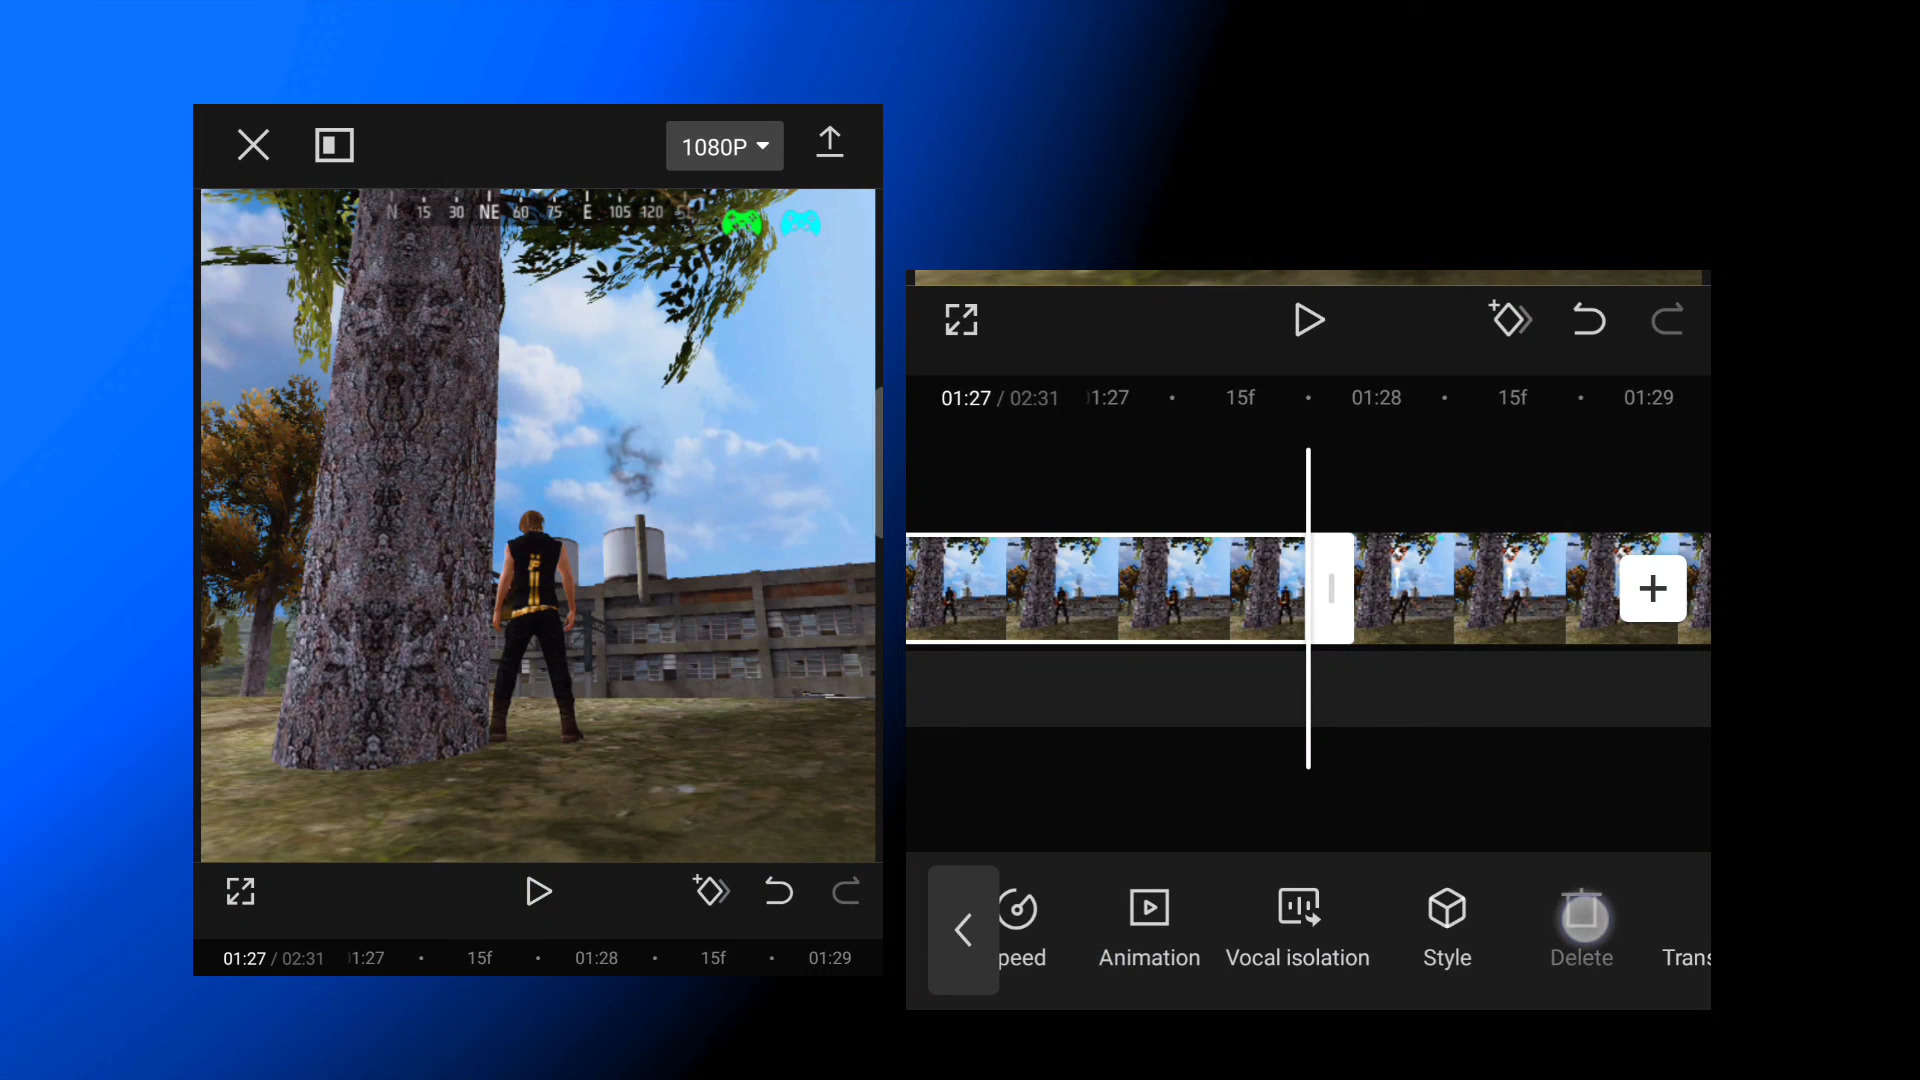 1080P
N 15 30 NE 60 75 E 105 120
01:27 / 02:31 1:27 15f 01:28 15f 01:29
01:27 / 02:31 1:27 15f 01:28 15f 01:29
peed Animation Vocal isolation Style Delete Trans